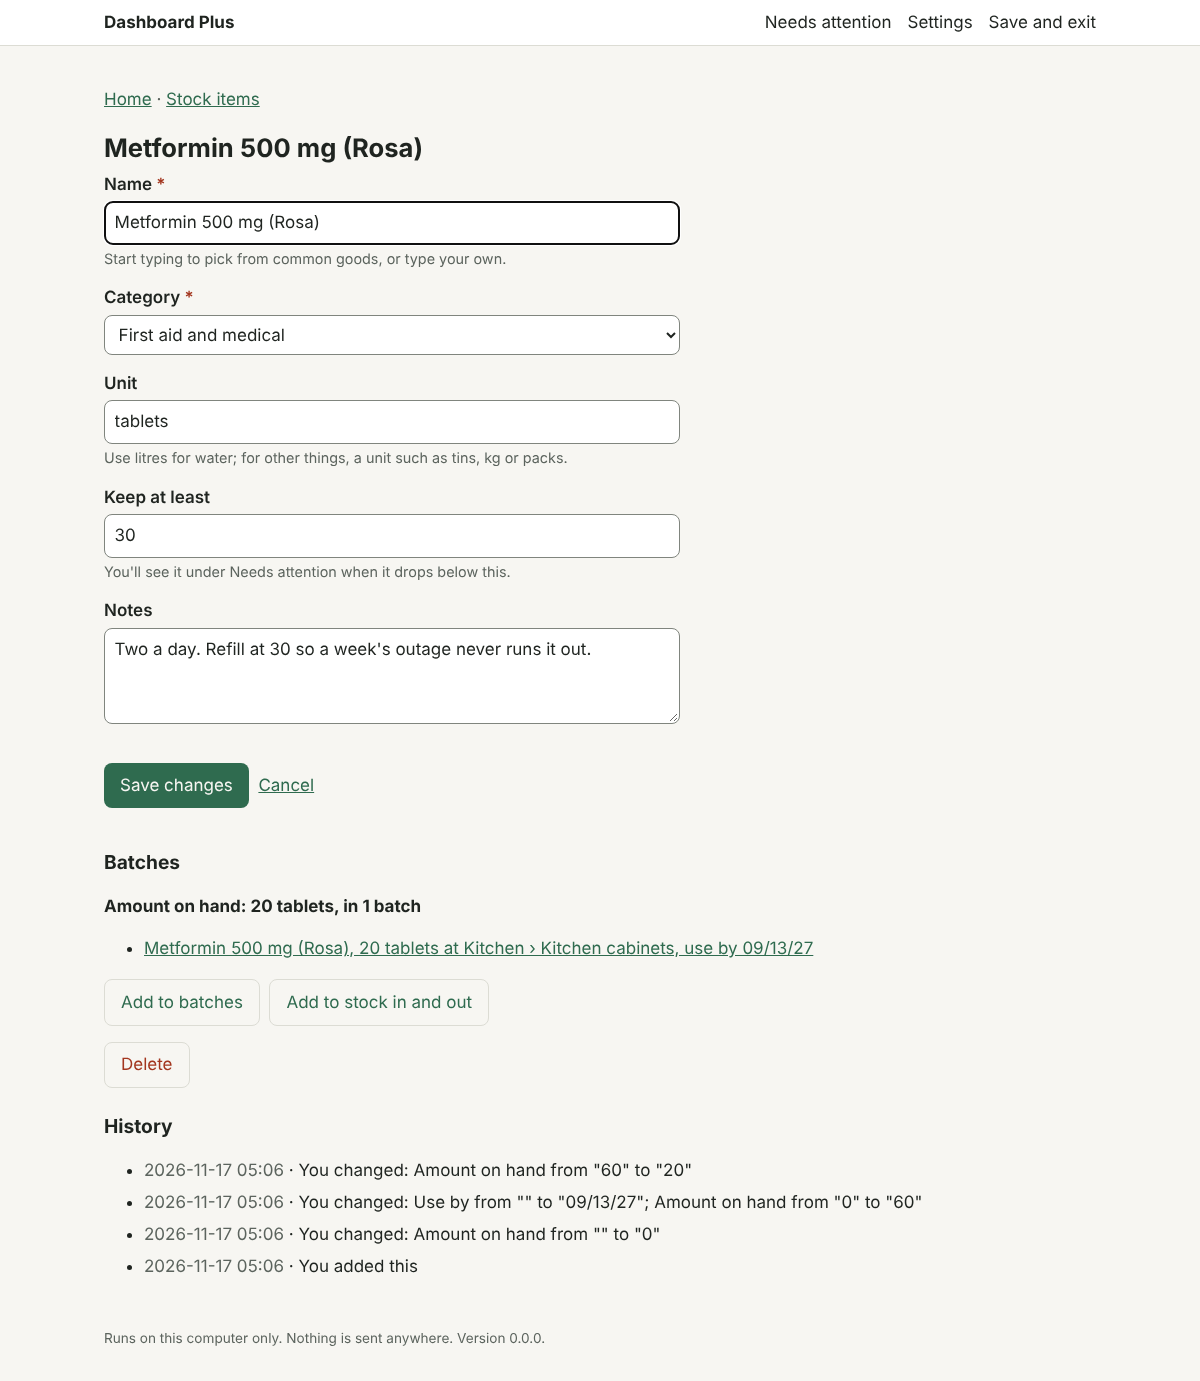 Dashboard Plus
Needs attention Settings Save and exit
Home · Stock items
Metformin 500 mg (Rosa)
Name *
Metformin 500 mg (Rosa)
Start typing to pick from common goods, or type your own.
Category *
First aid and medical
Unit
tablets
Use litres for water; for other things, a unit such as tins, kg or packs.
Keep at least
30
You'll see it under Needs attention when it drops below this.
Notes
Two a day. Refill at 30 so a week's outage never runs it out.
Save changes Cancel
Batches
Amount on hand: 20 tablets, in 1 batch
• Metformin 500 mg (Rosa), 20 tablets at Kitchen › Kitchen cabinets, use by 09/13/27
Add to batches Add to stock in and out
Delete
History
• 2026-11-17 05:06 · You changed: Amount on hand from "60" to "20"
• 2026-11-17 05:06 · You changed: Use by from "" to "09/13/27"; Amount on hand from "0" to "60"
• 2026-11-17 05:06 · You changed: Amount on hand from "" to "0"
• 2026-11-17 05:06 · You added this
Runs on this computer only. Nothing is sent anywhere. Version 0.0.0.